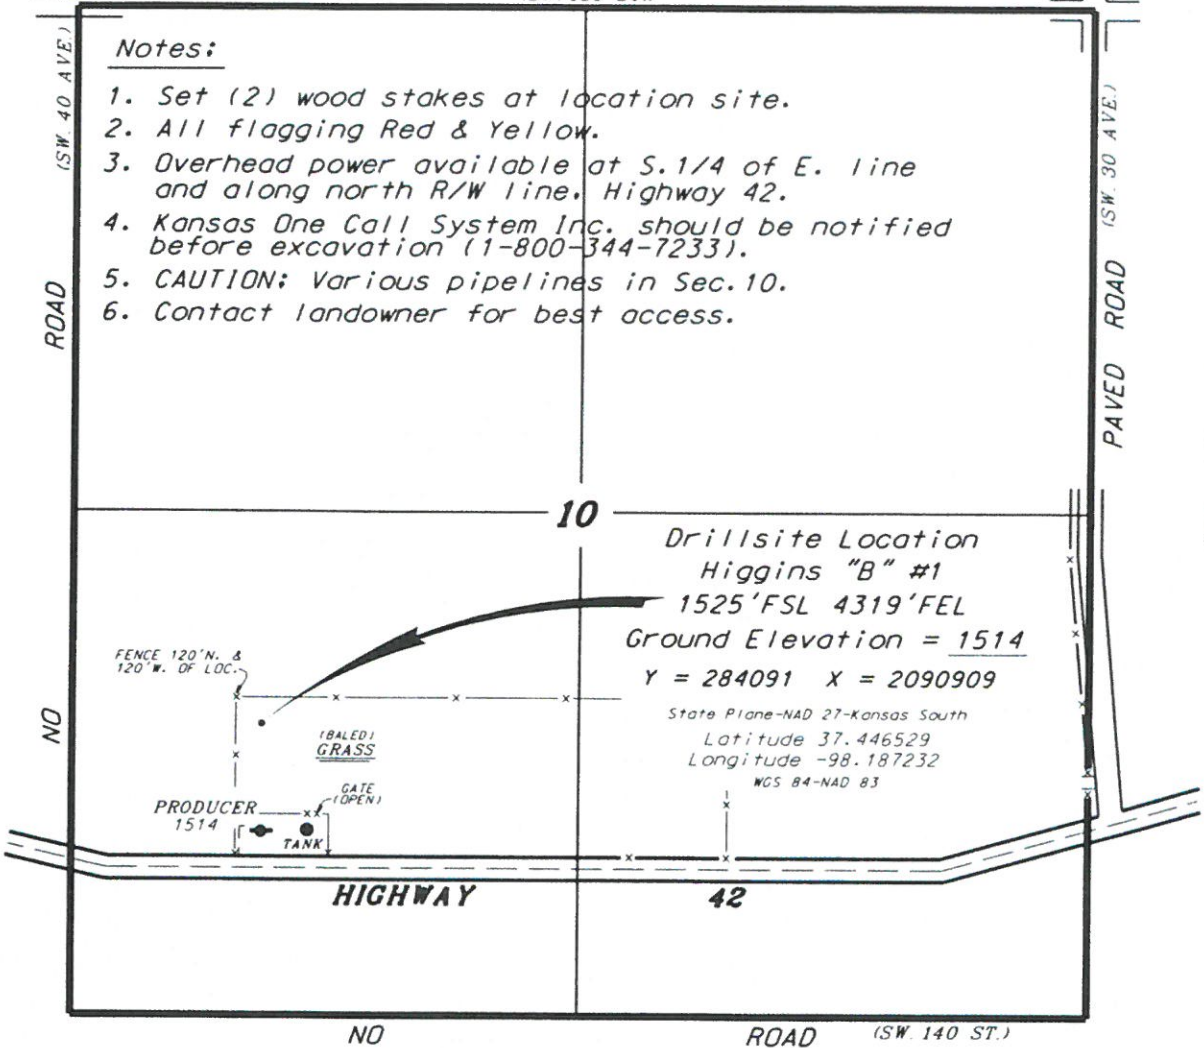 (SW. 40 AVE.)
ROAD
NO
Notes:
1. Set (2) wood stakes at location site.
2. All flagging Red & Yellow.
3. Overhead power available at S.1/4 of E. line
and along north R/W line, Highway 42.
4. Kansas One Call System Inc. should be notified
before excavation (1-800-344-7233).
5. CAUTION: Various pipelines in Sec.10.
6. Contact landowner for best access.
(SW. 30 AVE.)
PAVED ROAD
10
Drillsite Location
Higgins "B" #1
1525'FSL 4319'FEL
Ground Elevation = 1514
Y = 284091 X = 2090909
State Plane-NAD 27-Kansas South
Latitude 37.446529
Longitude -98.187232
WGS 84-NAD 83
FENCE 120'N. &
120'W. OF LOC.
(BALED)
GRASS
GATE
(OPEN)
PRODUCER
1514
TANK
HIGHWAY 42
NO ROAD (SW. 140 ST.)